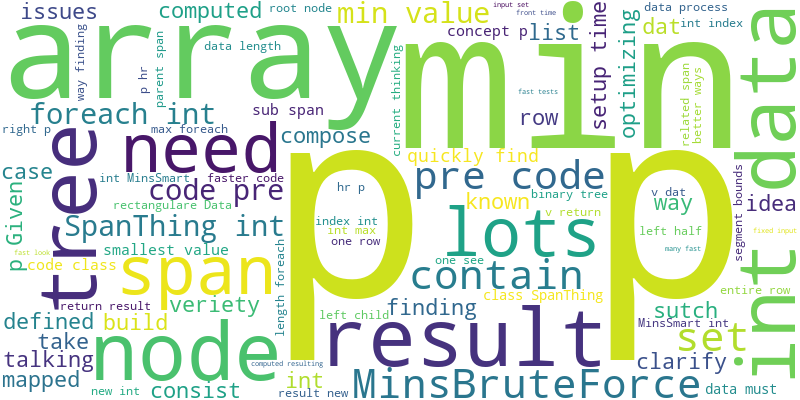 issues
computed
root node
input set
front time
data process
array
min
min value
concept p
list
setup time
dat
int index
int data
way finding
data length
parent span
p hr
current thinking
optimizing
related span
better ways
foreach int
sub span
row
right p
max foreach
compose
need
tree
case
int MinsSmart
faster code
code pre
quickly find
hr p
pre code
binary tree
known
v dat
way
segment bounds
idea
p Given
rectangulare Data
SpanThing int
index int
int max
one row
p p
lots
v return
left half
fast tests
many fast
fixed input
fast look
smallest value
code class
span
length foreach
one see
contain
entire row
return result
veriety
class SpanThing
finding
sutch
MinsSmart int
defined
build
left child
result
set
take
node
talking
computed resulting
clarify
mapped
new int
consist
int
result new
MinsBruteForce
data must